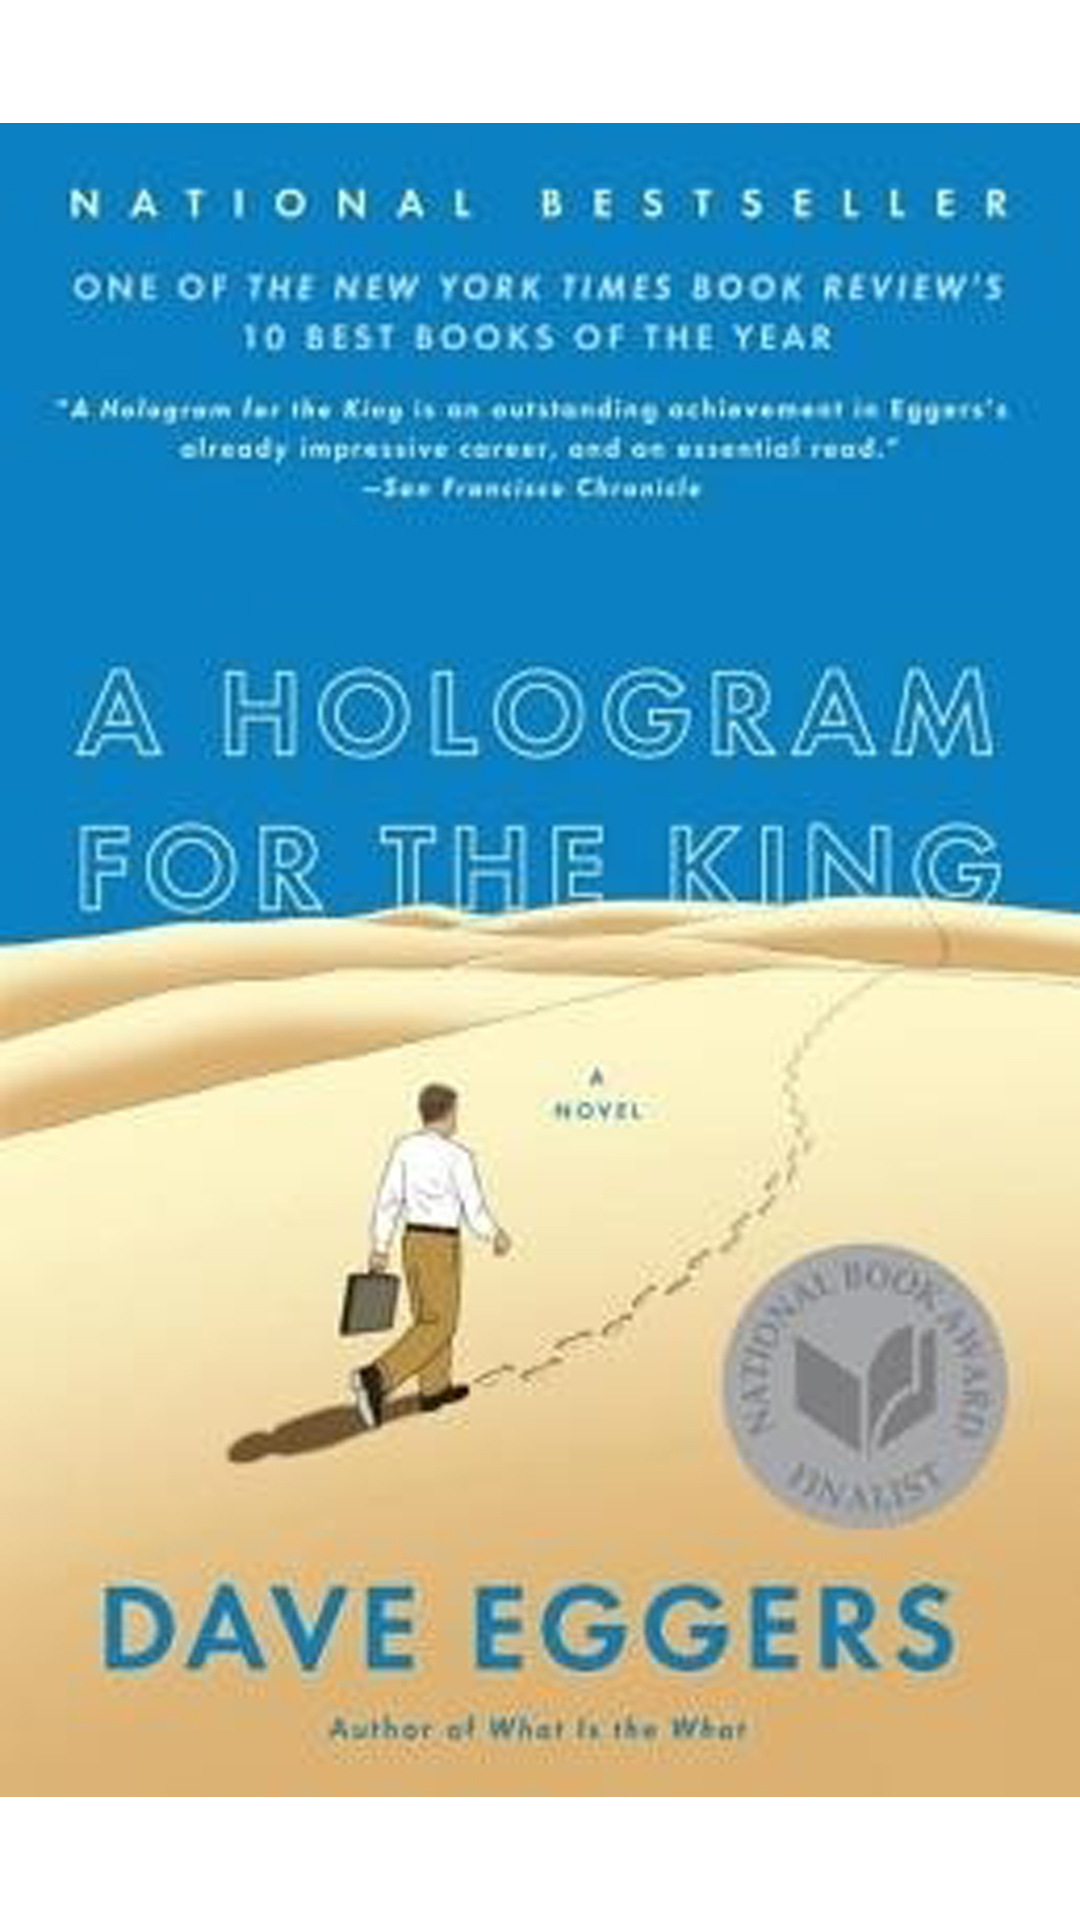 NATIONAL BESTSELLER
ONE OF THE NEW YORK TIMES BOOK REVIEW'S
10 BEST BOOKS OF THE YEAR
"A Hologram for the King is an outstanding achievement in Eggers's
already impressive career, and an essential read."
—San Francisco Chronicle
A HOLOGRAM
FOR THE KING
A
NOVEL
NATIONAL BOOK AWARD
FINALIST
DAVE EGGERS
Author of What Is the What